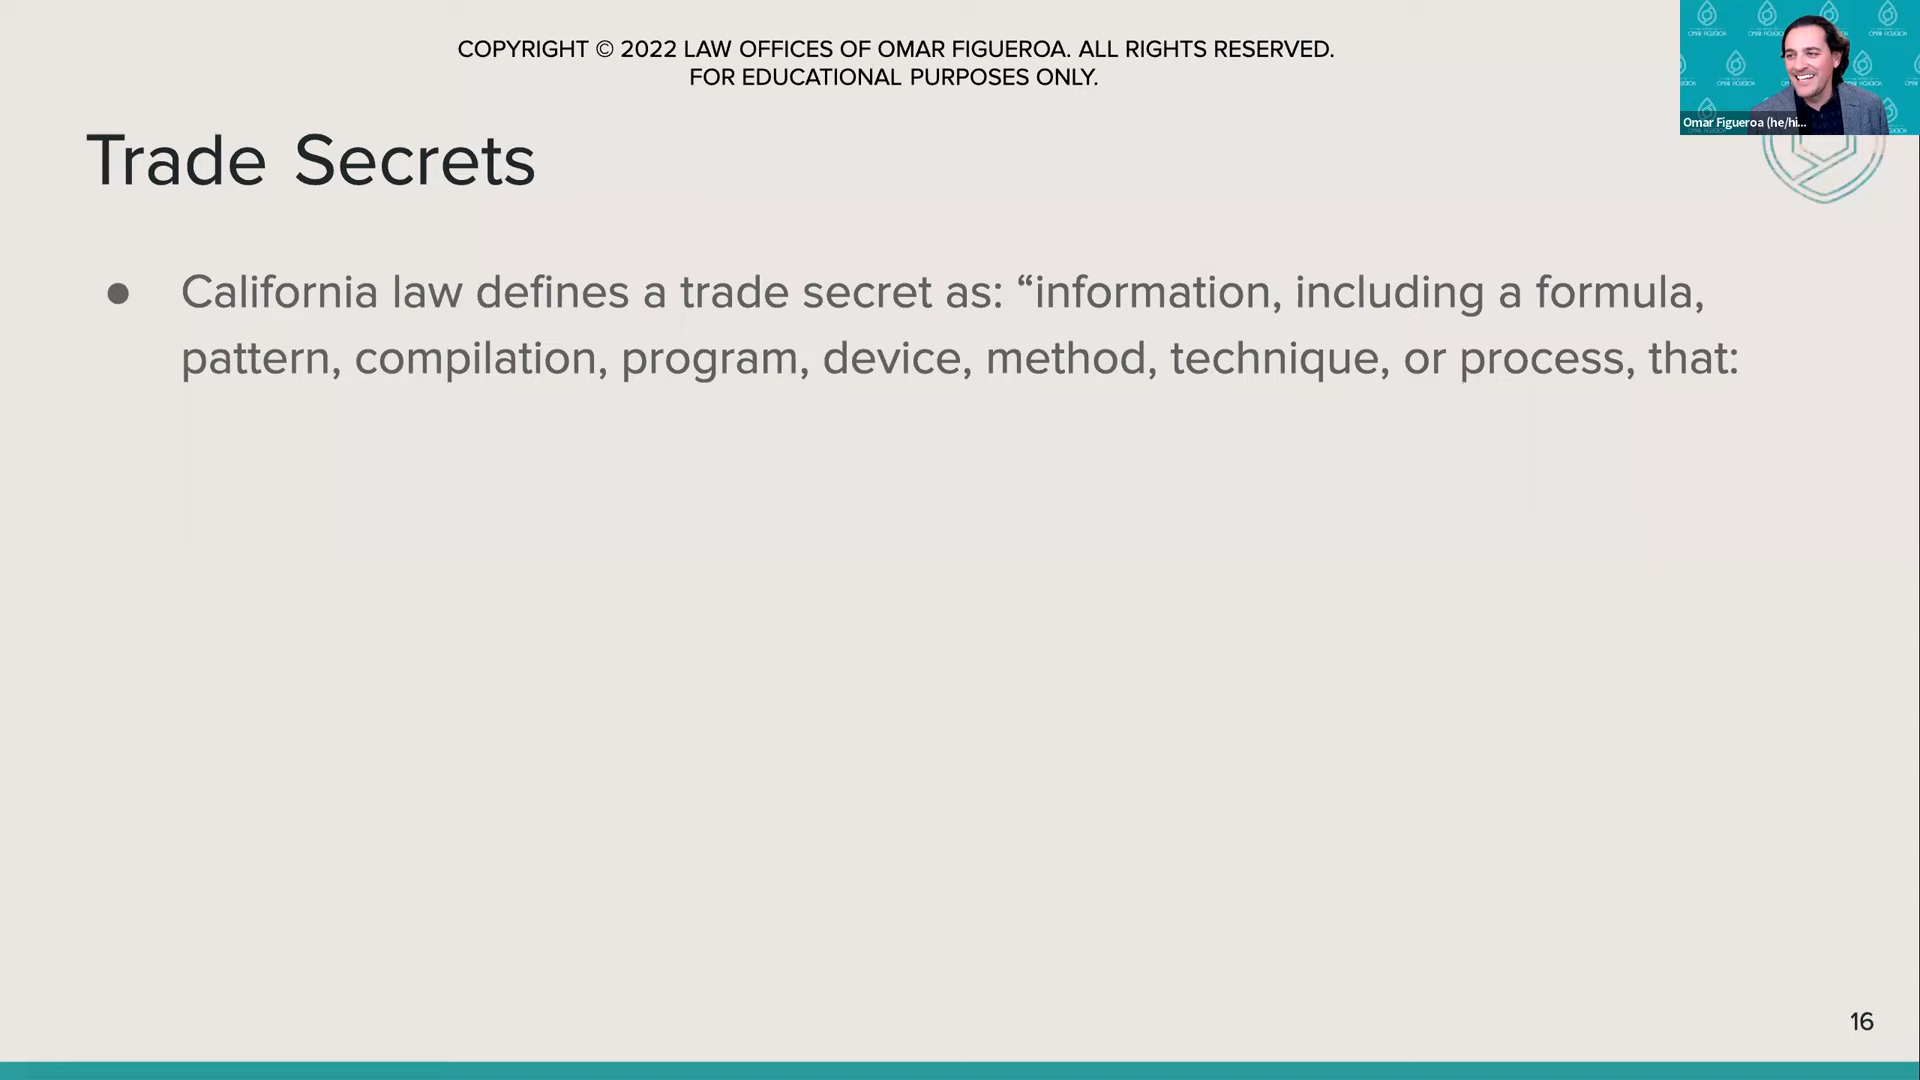 COPYRIGHT © 2022 LAW OFFICES OF OMAR FIGUEROA. ALL RIGHTS RESERVED.
FOR EDUCATIONAL PURPOSES ONLY.
Omar Figueroa (he/hi...
Trade Secrets
● California law defines a trade secret as: “information, including a formula,
pattern, compilation, program, device, method, technique, or process, that:
16